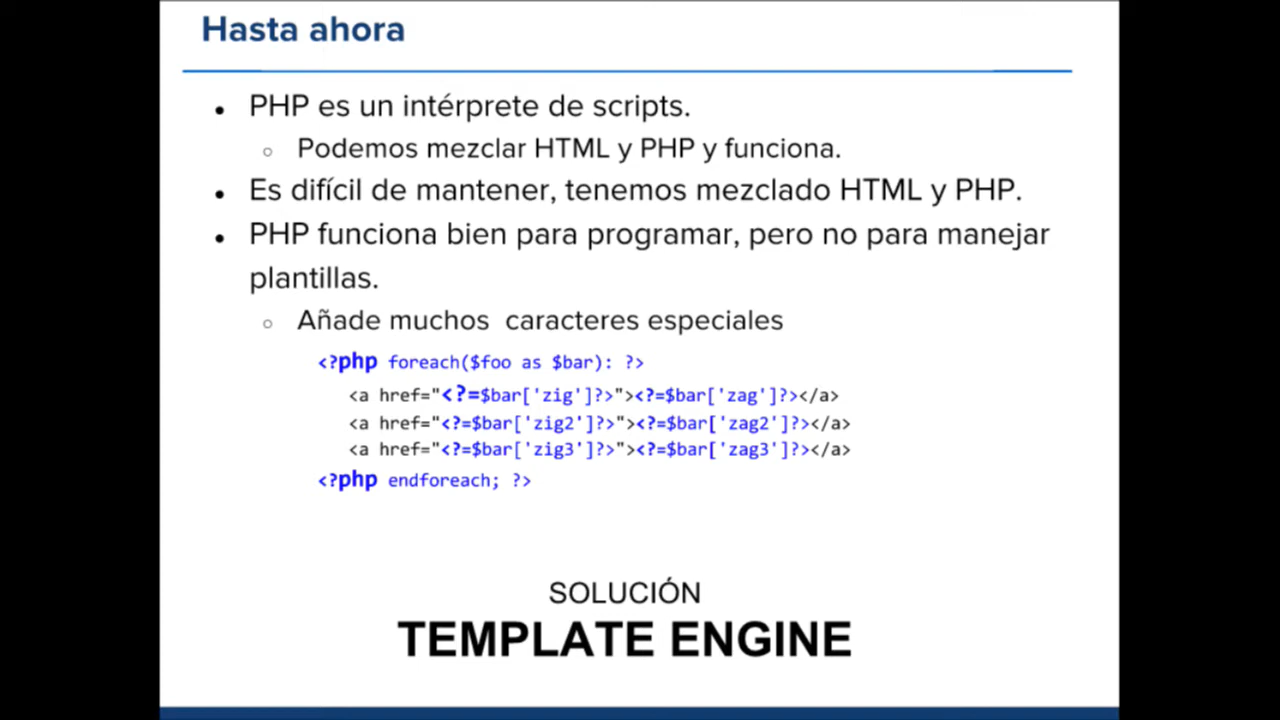 Hasta ahora
● PHP es un intérprete de scripts.
○ Podemos mezclar HTML y PHP y funciona.
● Es difícil de mantener, tenemos mezclado HTML y PHP.
● PHP funciona bien para programar, pero no para manejar
plantillas.
○ Añade muchos  caracteres especiales
<?php foreach($foo as $bar): ?>
<a href="<?=$bar['zig']?>"><?=$bar['zag']?></a>
<a href="<?=$bar['zig2']?>"><?=$bar['zag2']?></a>
<a href="<?=$bar['zig3']?>"><?=$bar['zag3']?></a>
<?php endforeach; ?>
SOLUCIÓN
TEMPLATE ENGINE